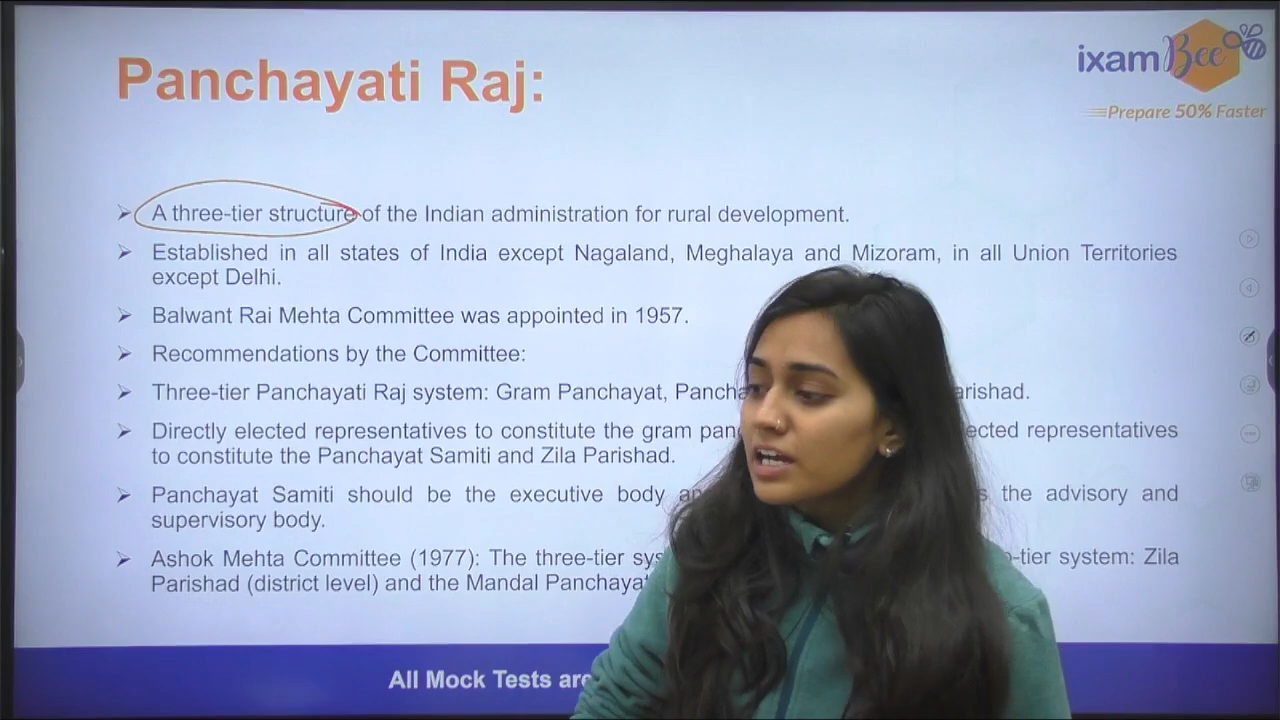 Panchayati Raj:
ixamBee
Prepare 50% Faster
➢ A three-tier structure of the Indian administration for rural development.
➢ Established in all states of India except Nagaland, Meghalaya and Mizoram, in all Union Territories
except Delhi.
➢ Balwant Rai Mehta Committee was appointed in 1957.
➢ Recommendations by the Committee:
➢ Three-tier Panchayati Raj system: Gram Panchayat, arishad.
➢ Directly elected representatives to constitute the gram ected representatives
to constitute the Panchayat Samiti and Zila Parishad.
➢ Panchayat Samiti should be the executive body the advisory and
supervisory body.
➢ Ashok Mehta Committee (1977): The three-tier -tier system: Zila
Parishad (district level) and the Mandal
All Mock Tests are